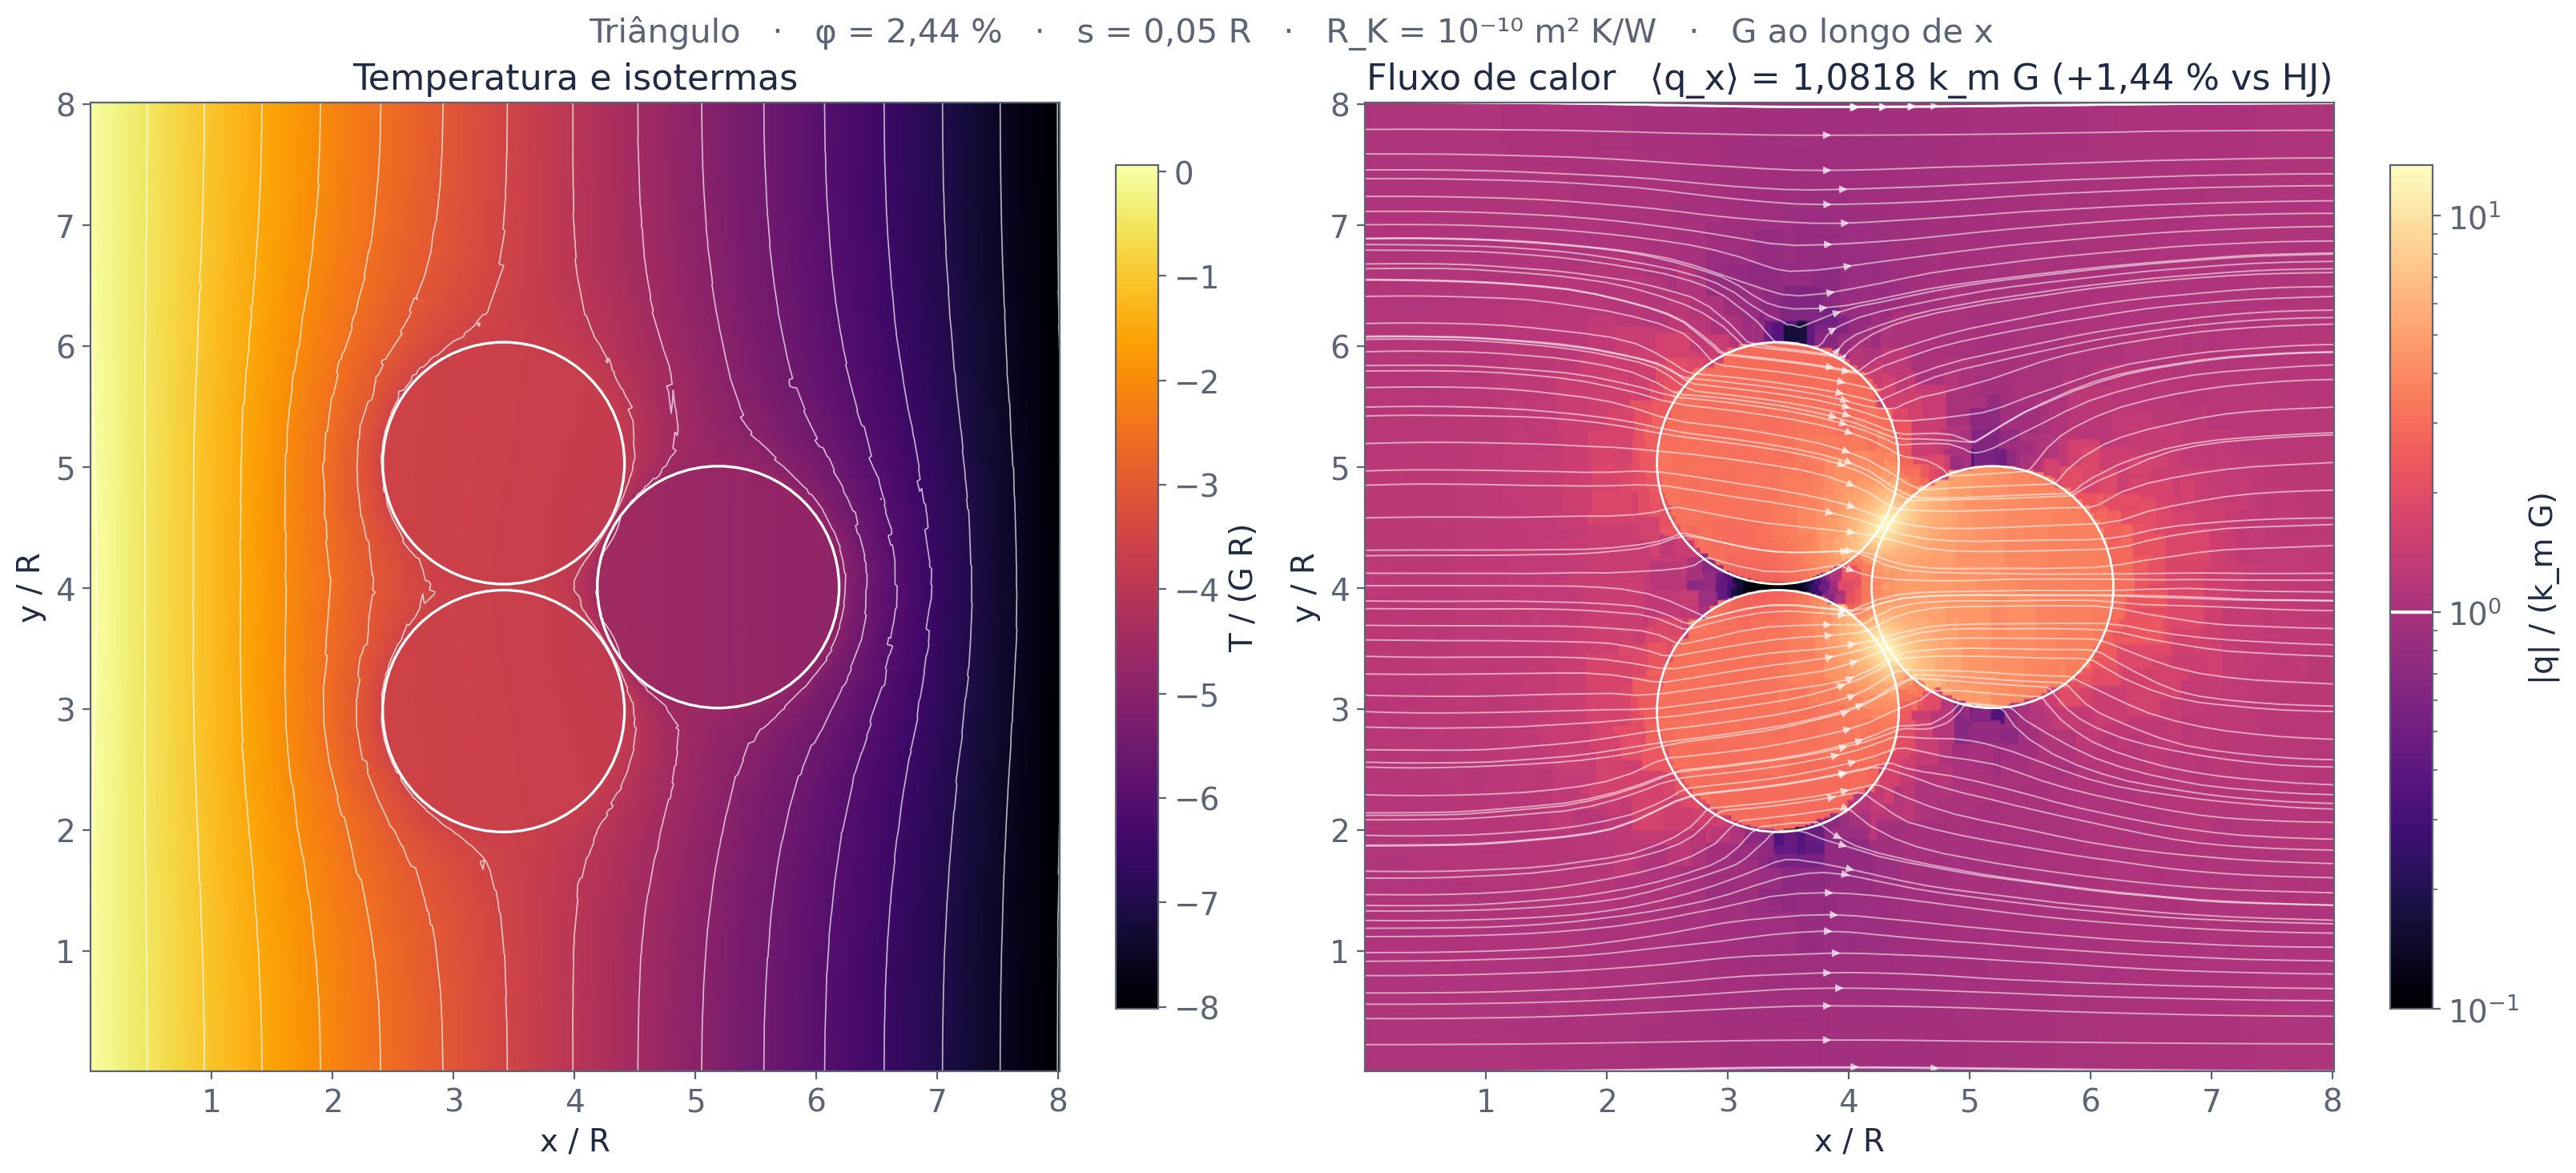 Triângulo · φ = 2,44 % · s = 0,05 R · R_K = 10⁻¹⁰ m² K/W · G ao longo de x
Temperatura e isotermas
8
7
6
5
4
3
2
1
y / R
1 2 3 4 5 6 7 8
x / R
0
−1
−2
−3
−4
−5
−6
−7
−8
T / (G R)
Fluxo de calor ⟨q_x⟩ = 1,0818 k_m G (+1,44 % vs HJ)
8
7
6
5
4
3
2
1
y / R
1 2 3 4 5 6 7 8
x / R
10¹
10⁰
10⁻¹
|q| / (k_m G)